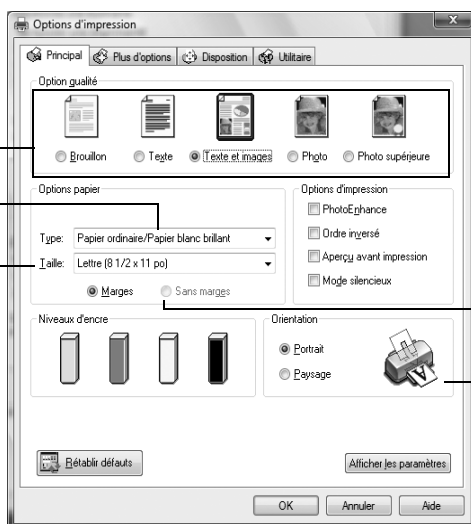 Options d'impression
Principal Plus d'options Disposition Utilitaire
Option qualité
Brouillon Texte Texte et images Photo Photo supérieure
Options papier Options d'impression
PhotoEnhance
Type: Papier ordinaire/Papier blanc brillant Ordre inversé
Taille: Lettre (8 1/2 x 11 po) Aperçu avant impression
Marges Sans marges Mode silencieux
Niveaux d'encre Orientation
Portrait
Paysage
Rétablir défauts Afficher les paramètres
OK Annuler Aide